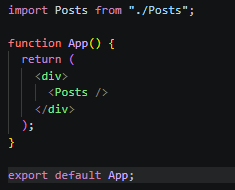 import Posts from "./Posts";
function App() {
  return (
    <div>
      <Posts />
    </div>
  );
}
export default App;